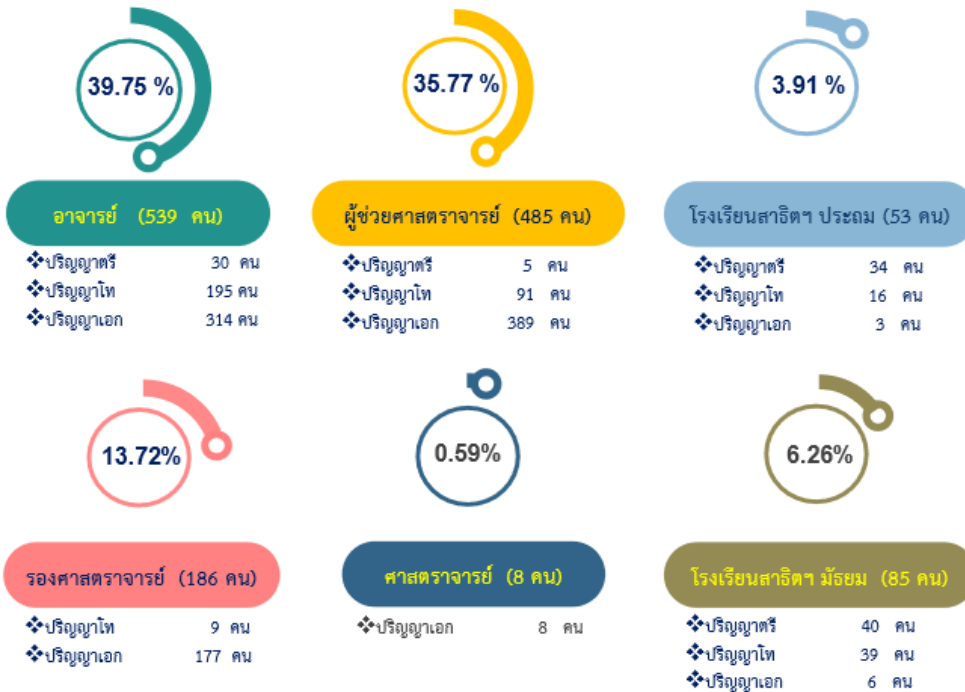 39.75 %
อาจารย์ (539 คน)
❖ปริญญาตรี 30 คน
❖ปริญญาโท 195 คน
❖ปริญญาเอก 314 คน
35.77 %
ผู้ช่วยศาสตราจารย์ (485 คน)
❖ปริญญาตรี 5 คน
❖ปริญญาโท 91 คน
❖ปริญญาเอก 389 คน
3.91 %
โรงเรียนสาธิตฯ ประถม (53 คน)
❖ปริญญาตรี 34 คน
❖ปริญญาโท 16 คน
❖ปริญญาเอก 3 คน
13.72%
รองศาสตราจารย์ (186 คน)
❖ปริญญาโท 9 คน
❖ปริญญาเอก 177 คน
0.59%
ศาสตราจารย์ (8 คน)
❖ปริญญาเอก 8 คน
6.26%
โรงเรียนสาธิตฯ มัธยม (85 คน)
❖ปริญญาตรี 40 คน
❖ปริญญาโท 39 คน
❖ปริญญาเอก 6 คน